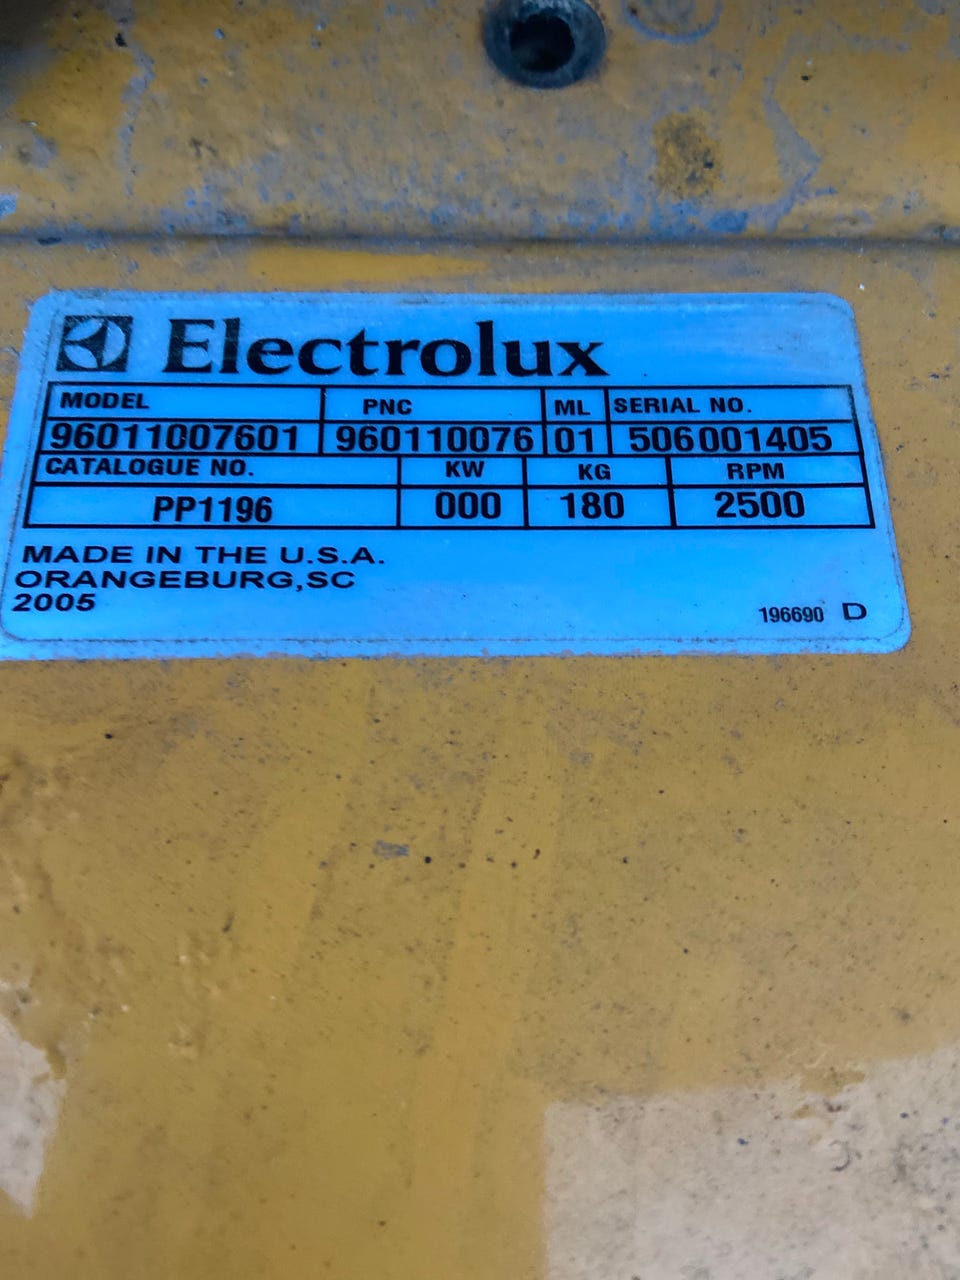 Electrolux
MODEL PNC ML SERIAL NO.
96011007601 960110076 01 506001405
CATALOGUE NO. KW KG RPM
PP1196 000 180 2500
MADE IN THE U.S.A.
ORANGEBURG,SC
2005
196690 D